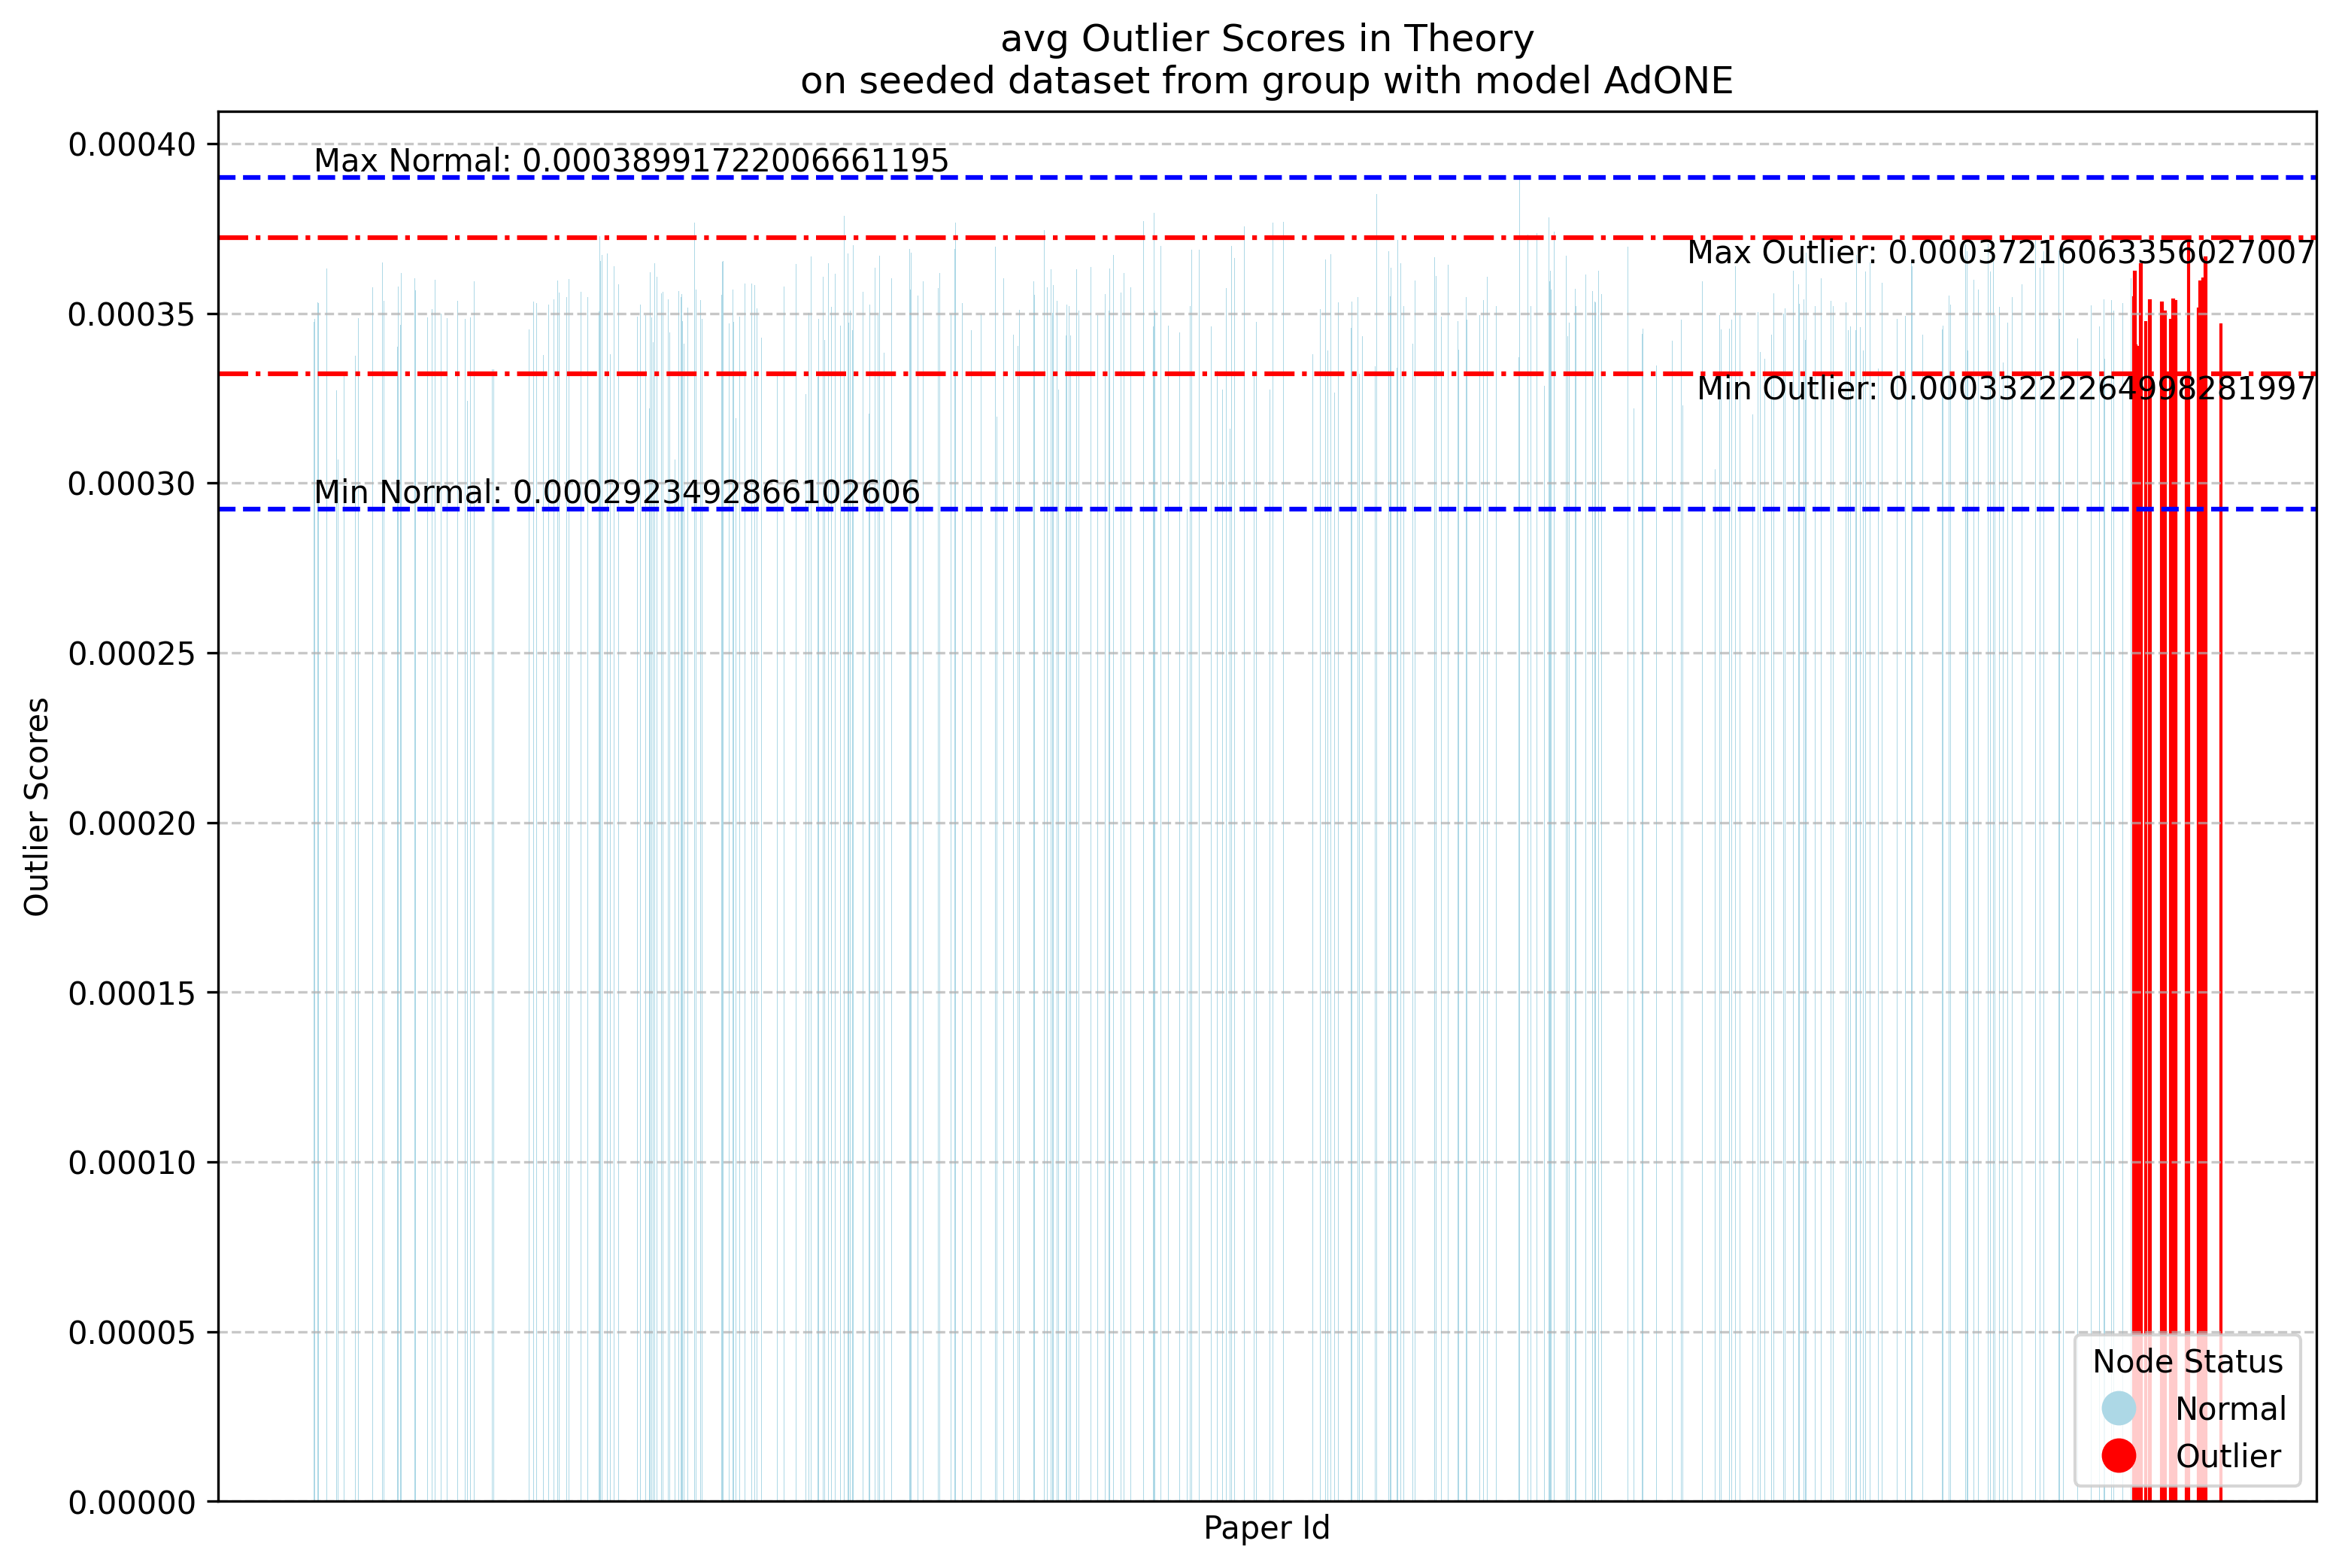 avg Outlier Scores in Theory
on seeded dataset from group with model AdONE
0.00040
Max Normal: 0.00038991722006661195
Max Outlier: 0.00037216063356027007
0.00035
Min Outlier: 0.00033222264998281997
0.00030
Min Normal: 0.0002923492866102606
0.00025
0.00020
0.00015
0.00010
0.00005
0.00000
Outlier Scores
Paper Id
Node Status
Normal
Outlier